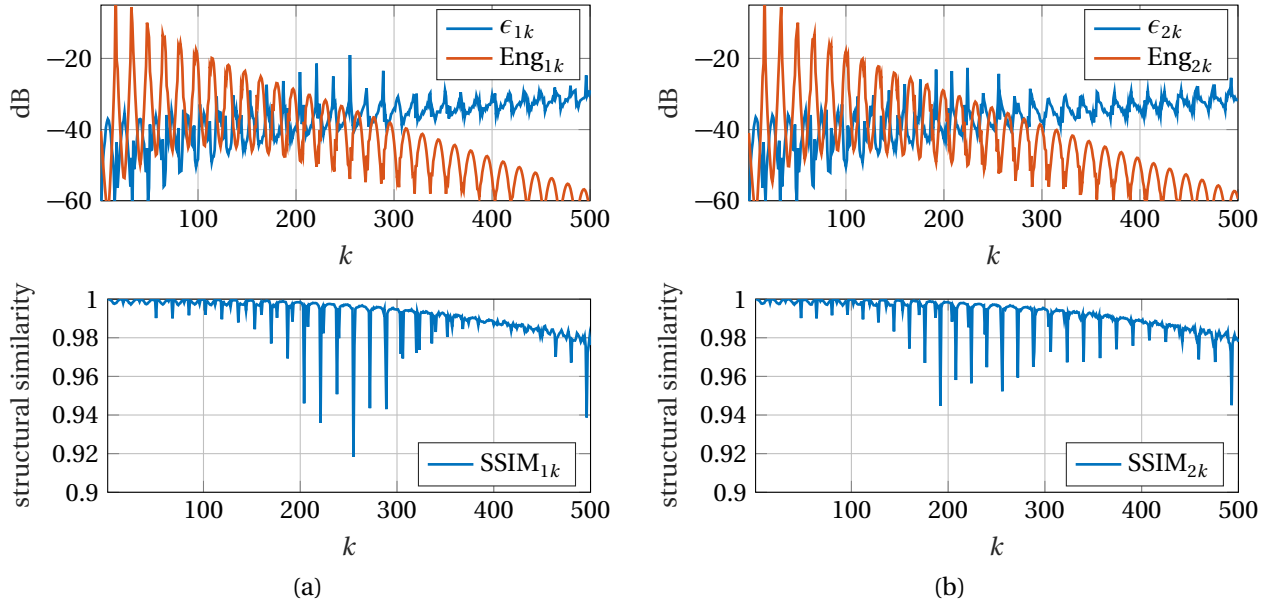 −20
−40
−60
dB
100 200 300 400 500
k
ϵ1k
Eng1k
−20
−40
−60
dB
100 200 300 400 500
k
ϵ2k
Eng2k
1
0.98
0.96
0.94
0.92
0.9
structural similarity
100 200 300 400 500
k
SSIM1k
(a)
1
0.98
0.96
0.94
0.92
0.9
structural similarity
100 200 300 400 500
k
SSIM2k
(b)